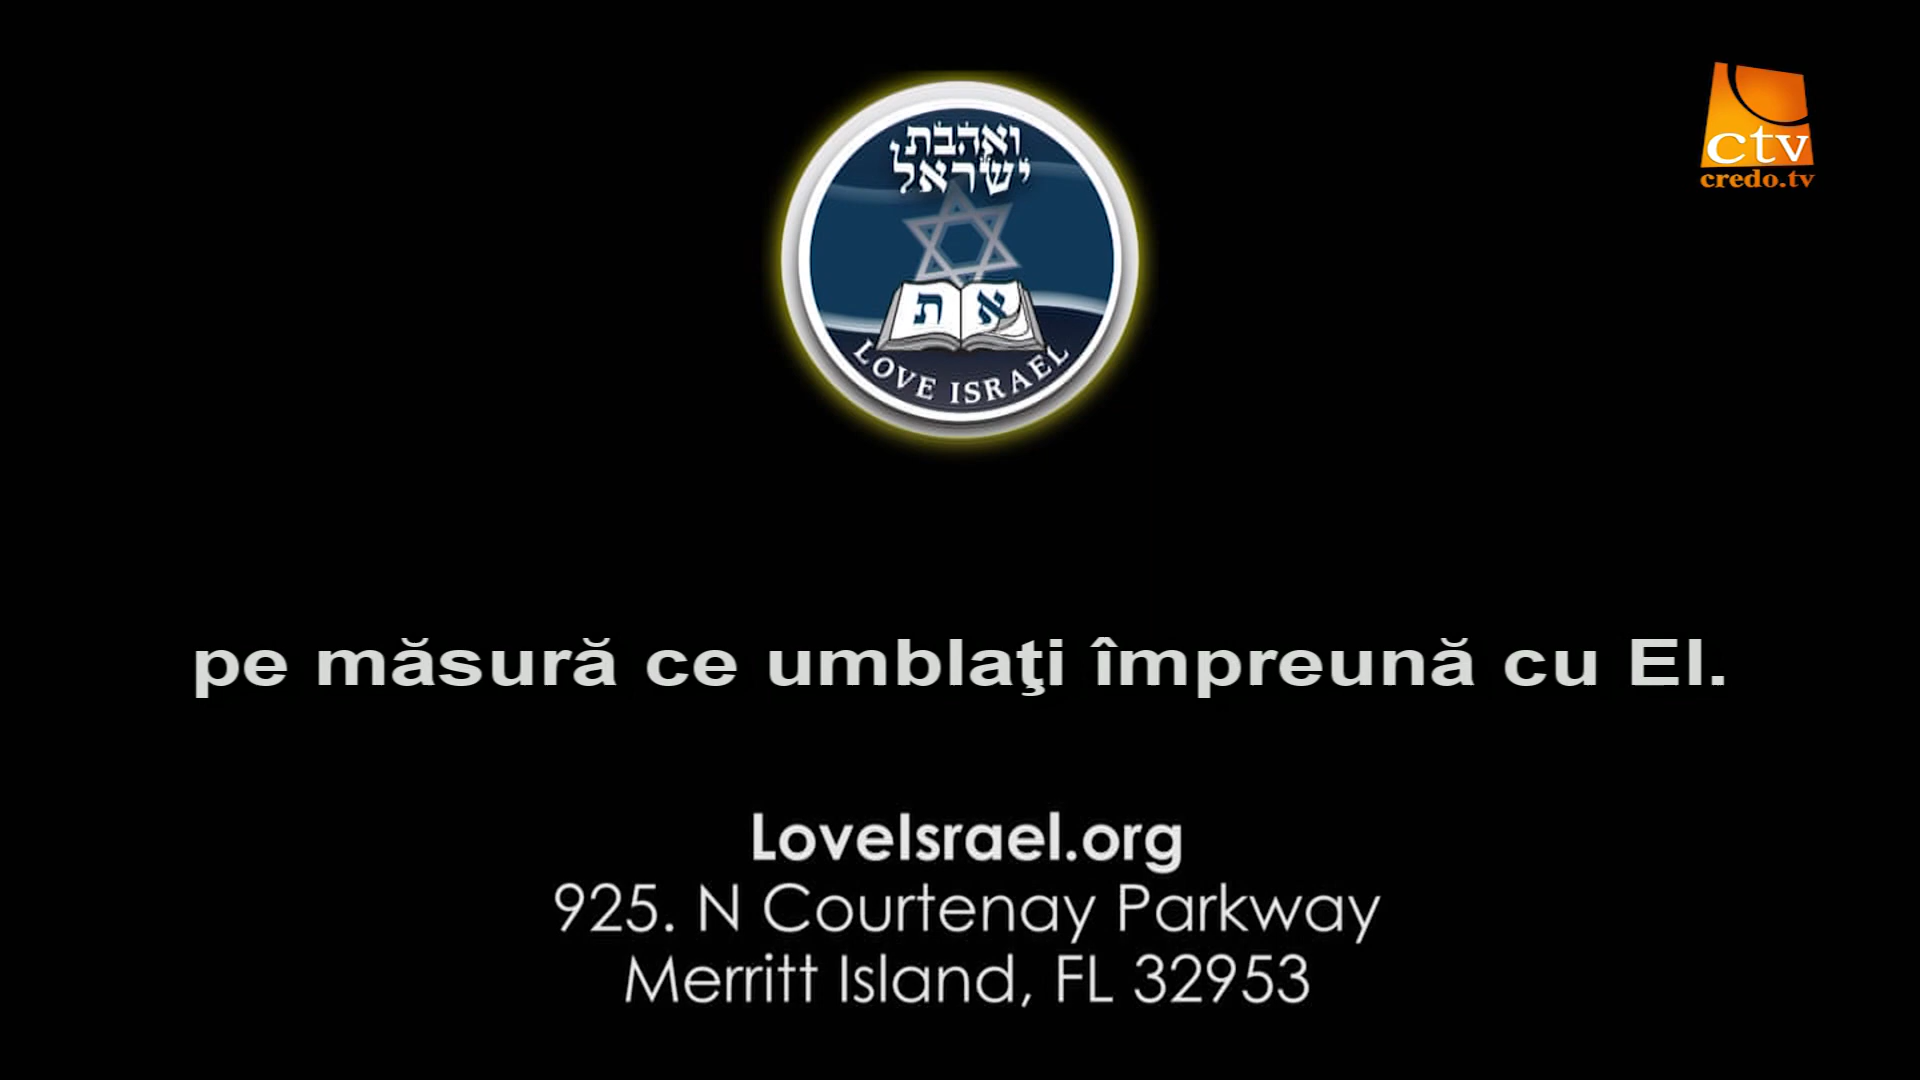 ואהבת
ישראל
ת א
LOVE ISRAEL
ctv
credo.tv
pe măsură ce umblaţi împreună cu El.
LoveIsrael.org
925. N Courtenay Parkway
Merritt Island, FL 32953